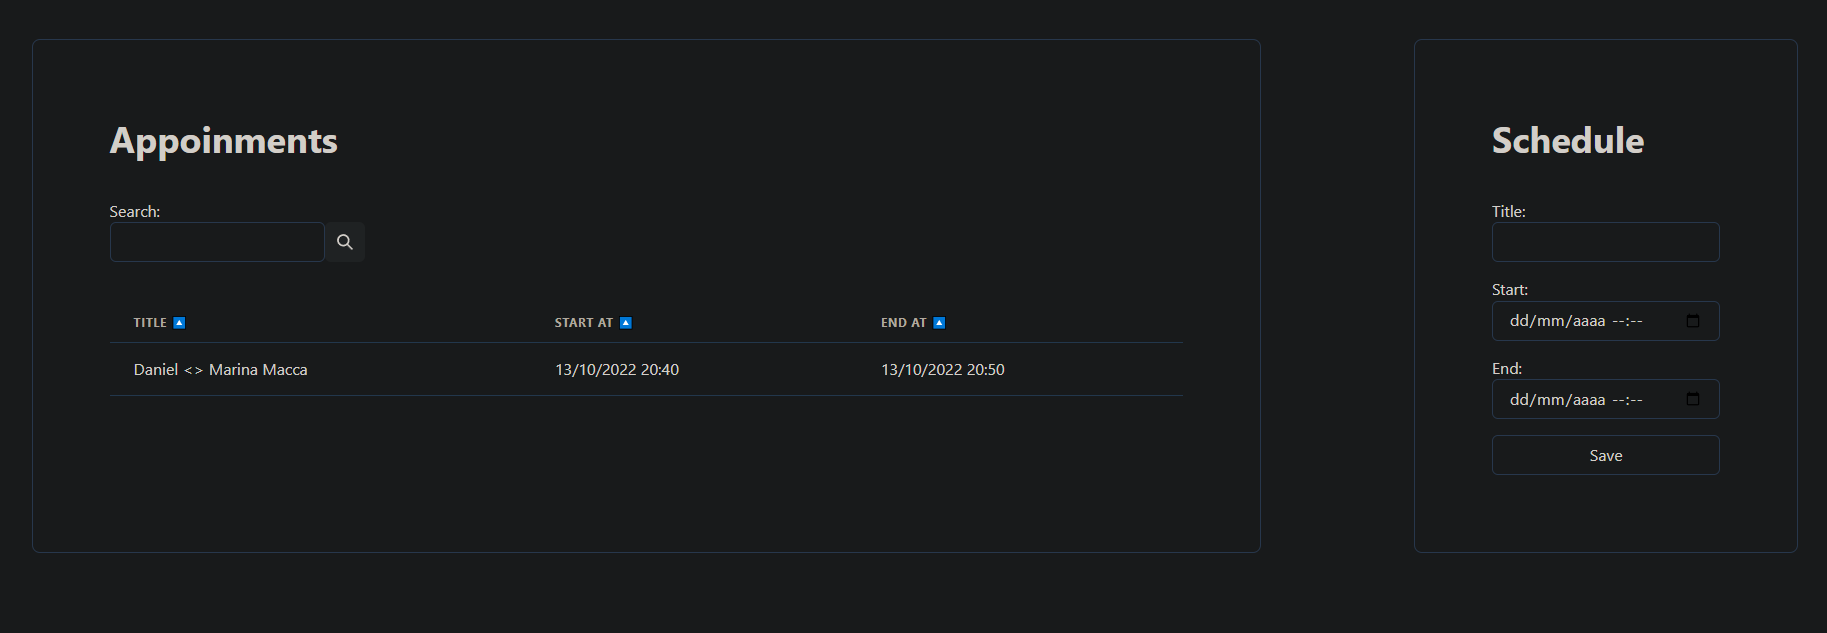 Appoinments
Search:
TITLE 🔼 START AT 🔼 END AT 🔼
Daniel <> Marina Macca 13/10/2022 20:40 13/10/2022 20:50
Schedule
Title:
Start:
dd/mm/aaaa --:--
End:
dd/mm/aaaa --:--
Save